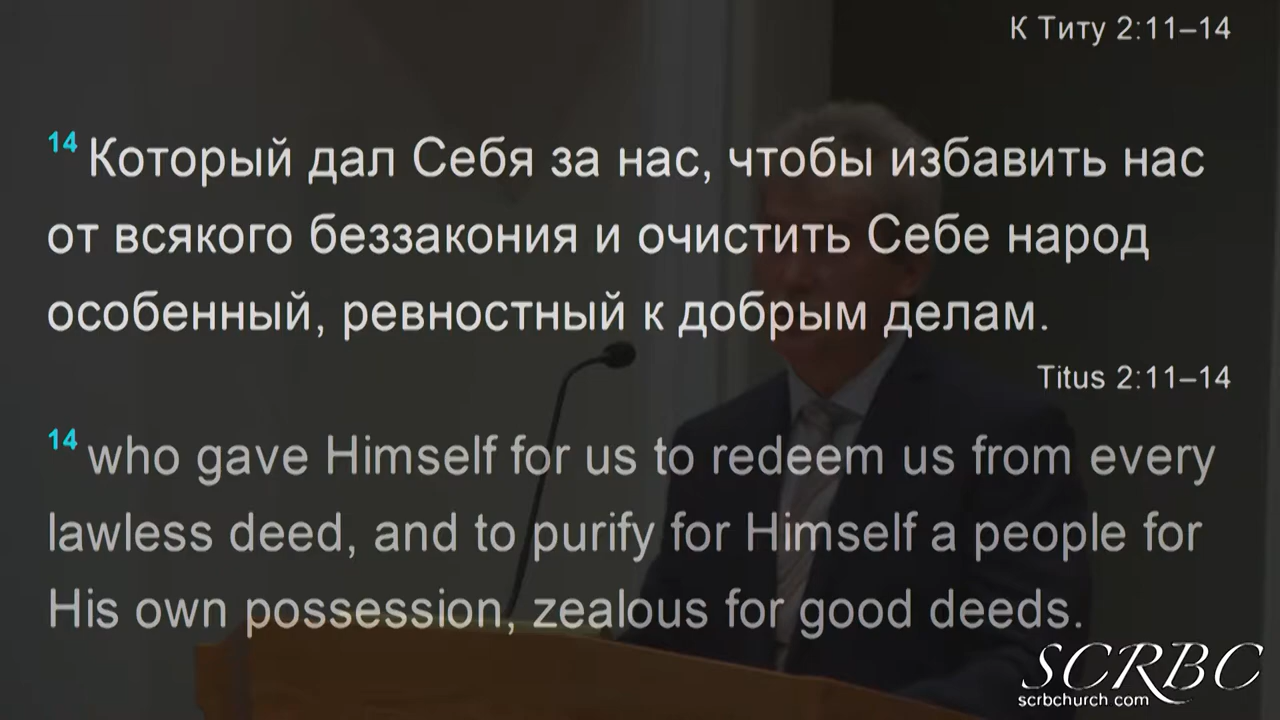 К Титу 2:11–14
14 Который дал Себя за нас, чтобы избавить нас
от всякого беззакония и очистить Себе народ
особенный, ревностный к добрым делам.
Titus 2:11–14
14 who gave Himself for us to redeem us from every
lawless deed, and to purify for Himself a people for
His own possession, zealous for good deeds.
SCRBC
scrbchurch com